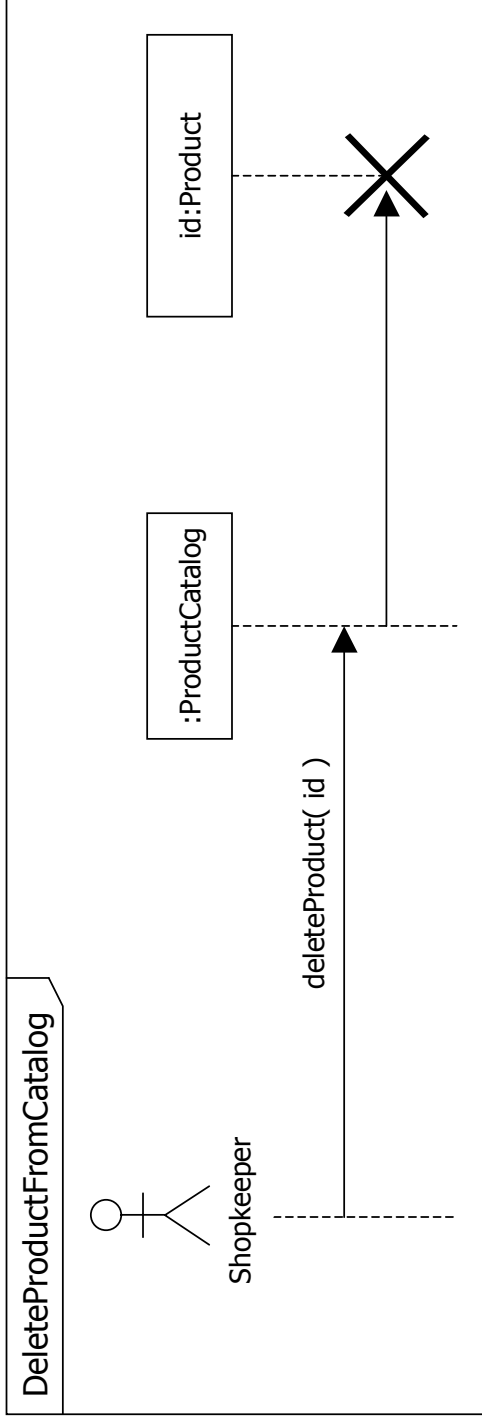 DeleteProductFromCatalog
Shopkeeper
:ProductCatalog
id:Product
deleteProduct( id )